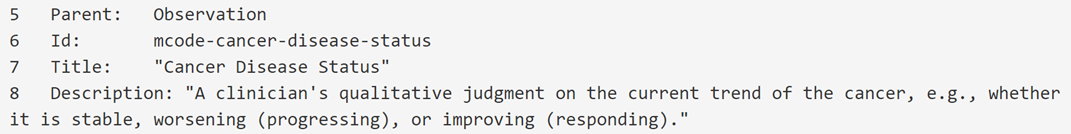 5 Parent: Observation
6 Id: mcode-cancer-disease-status
7 Title: "Cancer Disease Status"
8 Description: "A clinician's qualitative judgment on the current trend of the cancer, e.g., whether
it is stable, worsening (progressing), or improving (responding)."